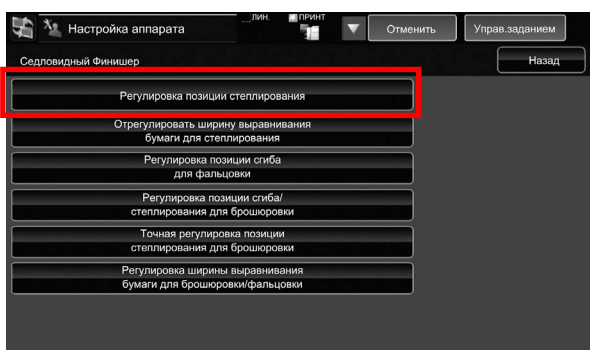 Настройка аппарата
ЛИН.
ПРИНТ
Отменить
Управ.заданием
Седловидный Финишер
Назад
Регулировка позиции степлирования
Отрегулировать ширину выравнивания
бумаги для степлирования
Регулировка позиции сгиба
для фальцовки
Регулировка позиции сгиба/
степлирования для брошюровки
Точная регулировка позиции
степлирования для брошюровки
Регулировка ширины выравнивания
бумаги для брошюровки/фальцовки